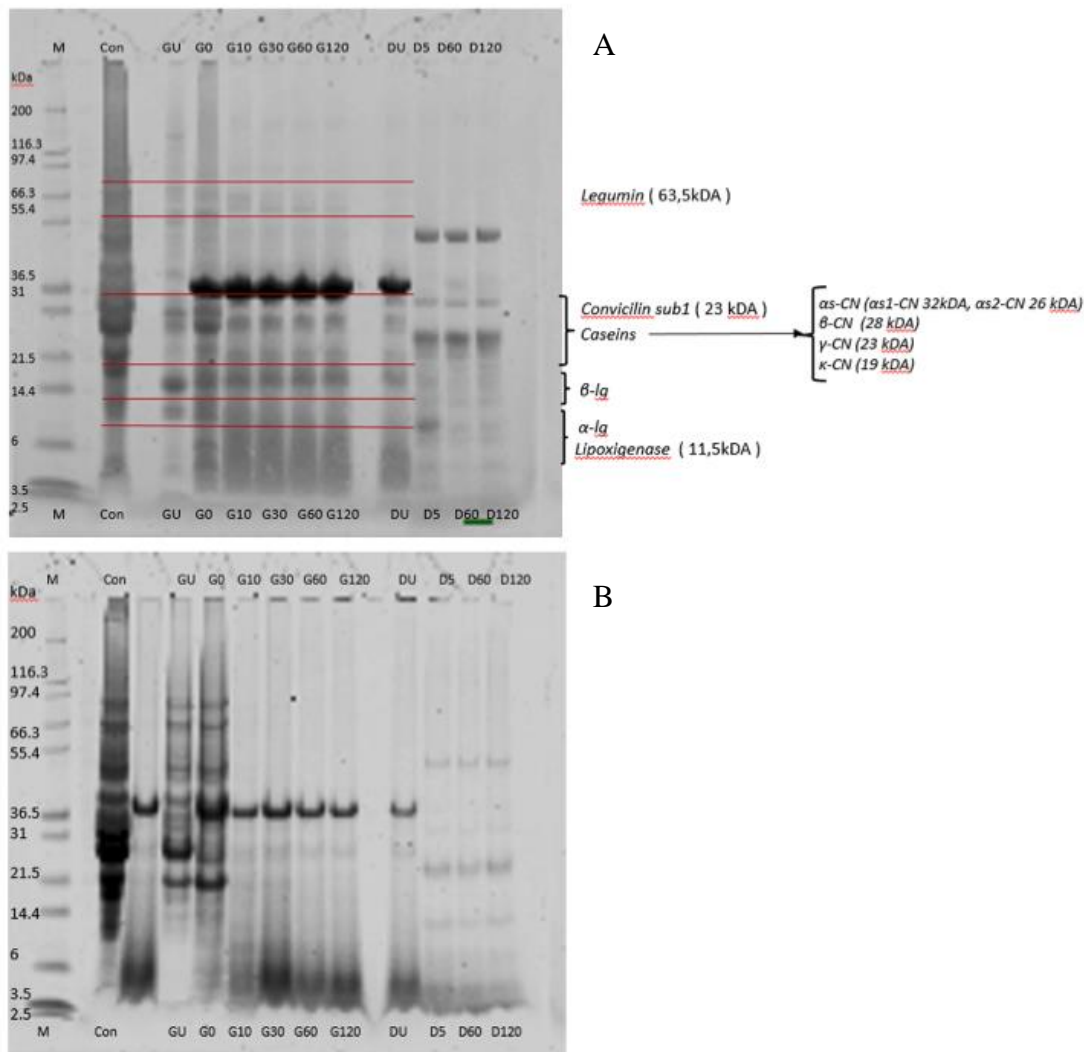 A
M Con GU G0 G10 G30 G60 G120 DU D5 D60 D120
kDa
200
116.3
97.4
66.3
55.4
36.5
31
21.5
14.4
6
3.5
2.5
M Con GU G0 G10 G30 G60 G120 DU D5 D60 D120
Legumin ( 63,5kDA )
Convicilin sub1 ( 23 kDA )
Caseins
αs-CN (αs1-CN 32kDA, αs2-CN 26 kDA)
β-CN (28 kDA)
γ-CN (23 kDA)
κ-CN (19 kDA)
β-lg
α-lg
Lipoxigenase ( 11,5kDA )
B
M Con GU G0 G10 G30 G60 G120 DU D5 D60 D120
kDa
200
116.3
97.4
66.3
55.4
36.5
31
21.5
14.4
6
3.5
2.5
M Con GU G0 G10 G30 G60 G120 DU D5 D60 D120